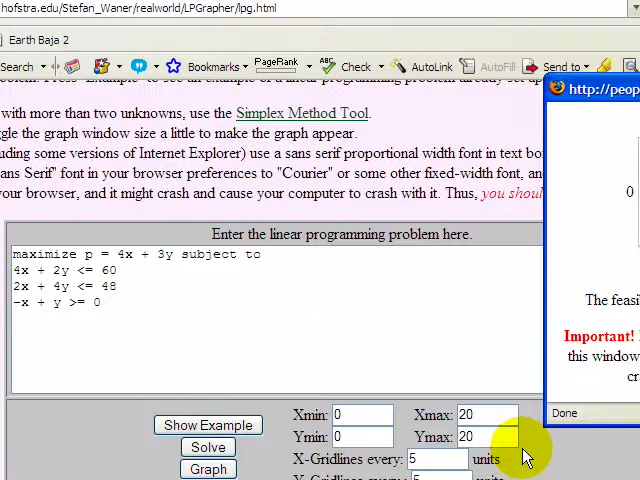 hofstra.edu/Stefan_Waner/realworld/LPGrapher/lpg.html
Earth Baja 2
Search Bookmarks PageRank Check AutoLink AutoFill Send to
http://peop
with more than two unknowns, use the Simplex Method Tool.
ggle the graph window size a little to make the graph appear.
uding some versions of Internet Explorer) use a sans serif proportional width font in text bo
ans Serif" font in your browser preferences to "Courier" or some other fixed-width font, an
your browser, and it might crash and cause your computer to crash with it. Thus, you shou
0
Enter the linear programming problem here.
maximize p = 4x + 3y subject to
4x + 2y <= 60
2x + 4y <= 48
-x + y >= 0
The feasi
Important!
this window
cr
Done
Show Example
Solve
Graph
Xmin: 0 Xmax: 20
Ymin: 0 Ymax: 20
X-Gridlines every: 5 units